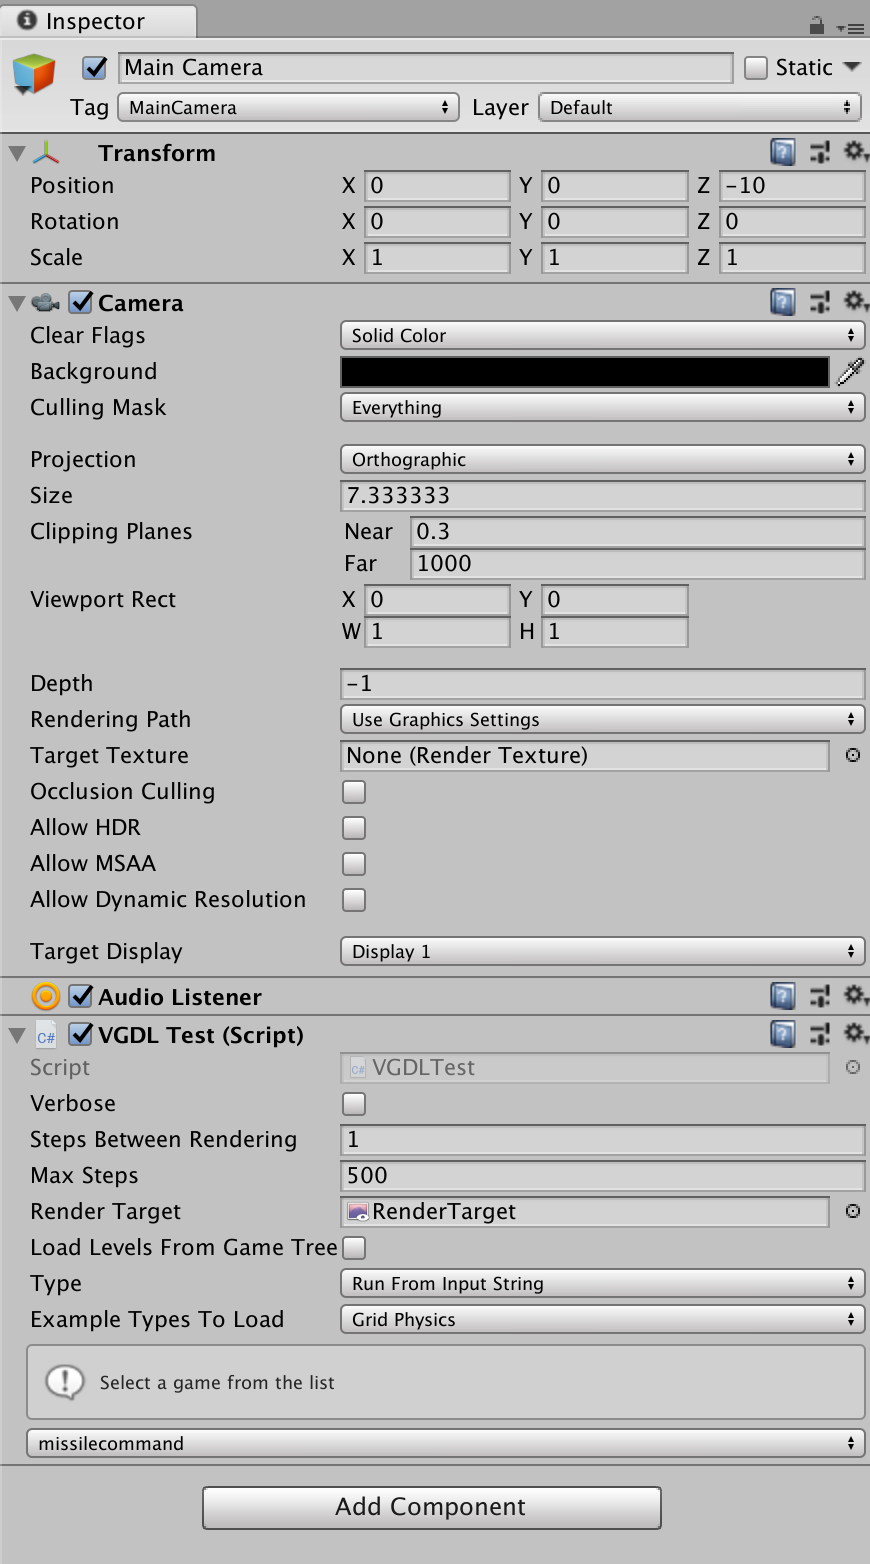 Inspector
Main Camera Static
Tag MainCamera Layer Default
Transform
Position X 0 Y 0 Z -10
Rotation X 0 Y 0 Z 0
Scale X 1 Y 1 Z 1
Camera
Clear Flags Solid Color
Background
Culling Mask Everything
Projection Orthographic
Size 7.333333
Clipping Planes Near 0.3
Far 1000
Viewport Rect X 0 Y 0
W 1 H 1
Depth -1
Rendering Path Use Graphics Settings
Target Texture None (Render Texture)
Occlusion Culling
Allow HDR
Allow MSAA
Allow Dynamic Resolution
Target Display Display 1
Audio Listener
C# VGDL Test (Script)
Script C# VGDLTest
Verbose
Steps Between Rendering 1
Max Steps 500
Render Target RenderTarget
Load Levels From Game Tree
Type Run From Input String
Example Types To Load Grid Physics
Select a game from the list
missilecommand
Add Component